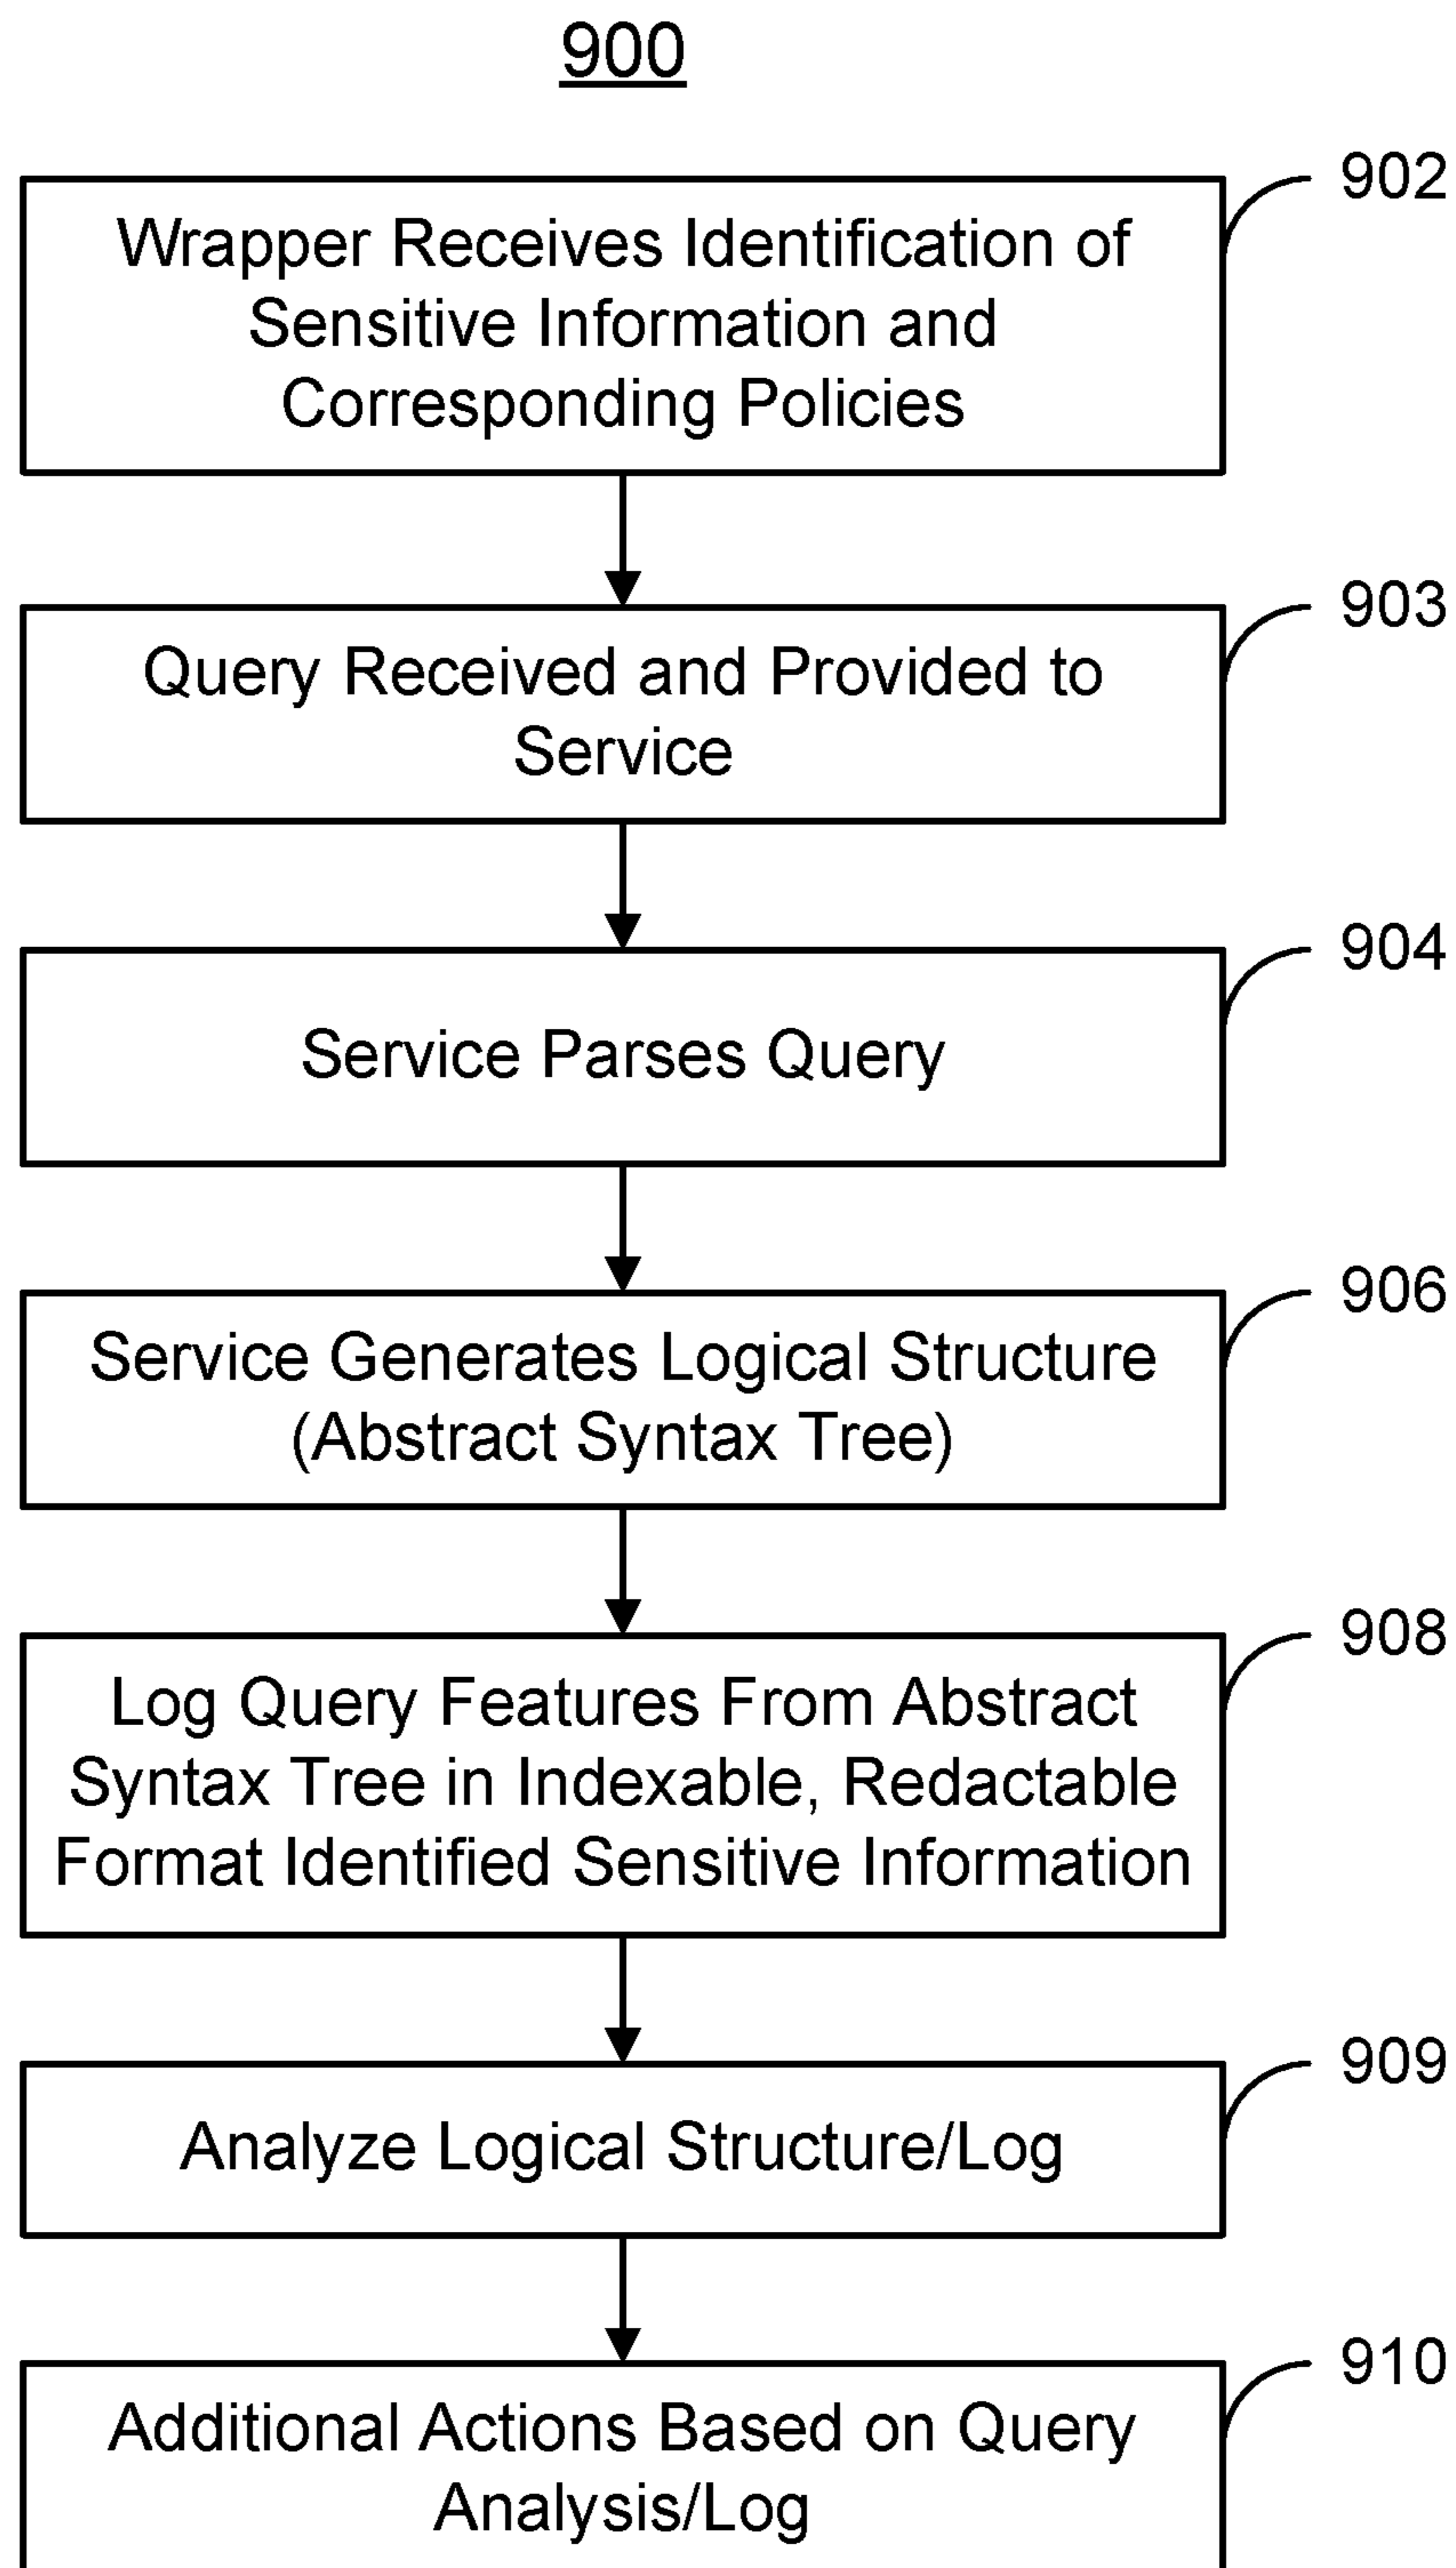 900
902
Wrapper Receives Identification of
Sensitive Information and
Corresponding Policies
903
Query Received and Provided to
Service
904
Service Parses Query
906
Service Generates Logical Structure
(Abstract Syntax Tree)
908
Log Query Features From Abstract
Syntax Tree in Indexable, Redactable
Format Identified Sensitive Information
909
Analyze Logical Structure/Log
910
Additional Actions Based on Query
Analysis/Log